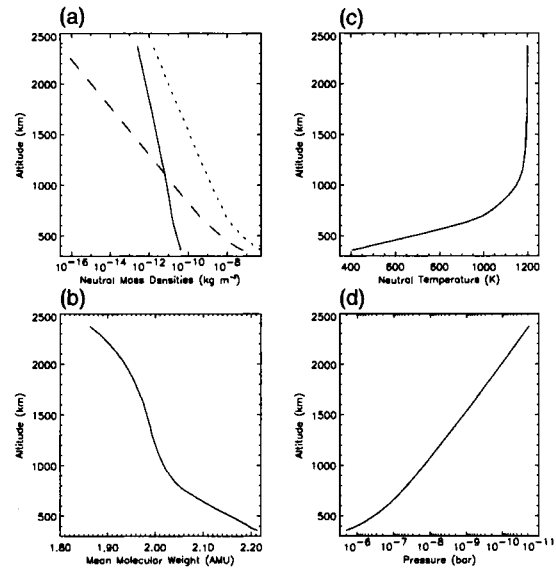 (a)
2500
2000
1500
1000
500
Altitude (km)
10⁻¹⁶ 10⁻¹⁴ 10⁻¹² 10⁻¹⁰ 10⁻⁸
Neutral Mass Densities (kg m⁻³)
(c)
2500
2000
1500
1000
500
Altitude (km)
400 600 800 1000 1200
Neutral Temperature (K)
(b)
2500
2000
1500
1000
500
Altitude (km)
1.80 1.90 2.00 2.10 2.20
Mean Molecular Weight (AMU)
(d)
2500
2000
1500
1000
500
Altitude (km)
10⁻⁶ 10⁻⁷ 10⁻⁸ 10⁻⁹ 10⁻¹⁰ 10⁻¹¹
Pressure (bar)